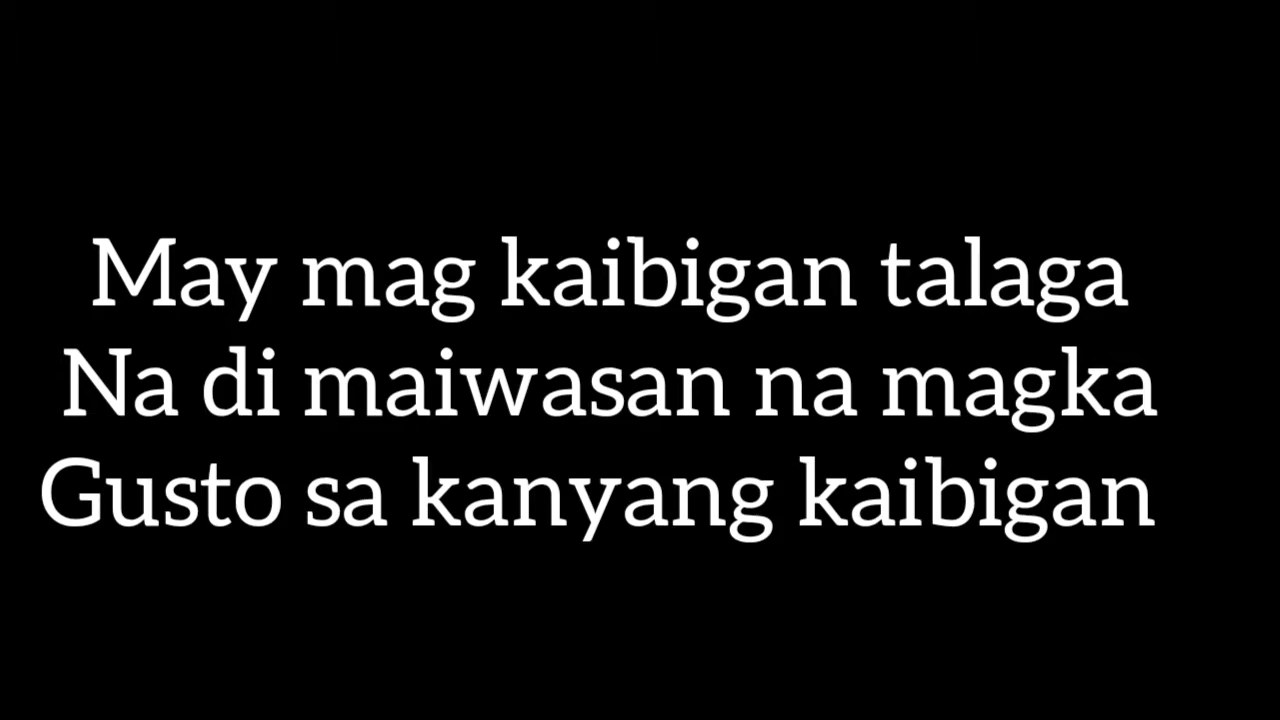 May mag kaibigan talaga
Na di maiwasan na magka
Gusto sa kanyang kaibigan